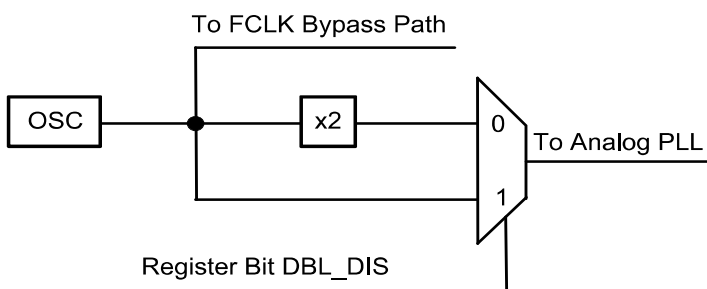 To FCLK Bypass Path
OSC
x2
0
To Analog PLL
1
Register Bit DBL_DIS